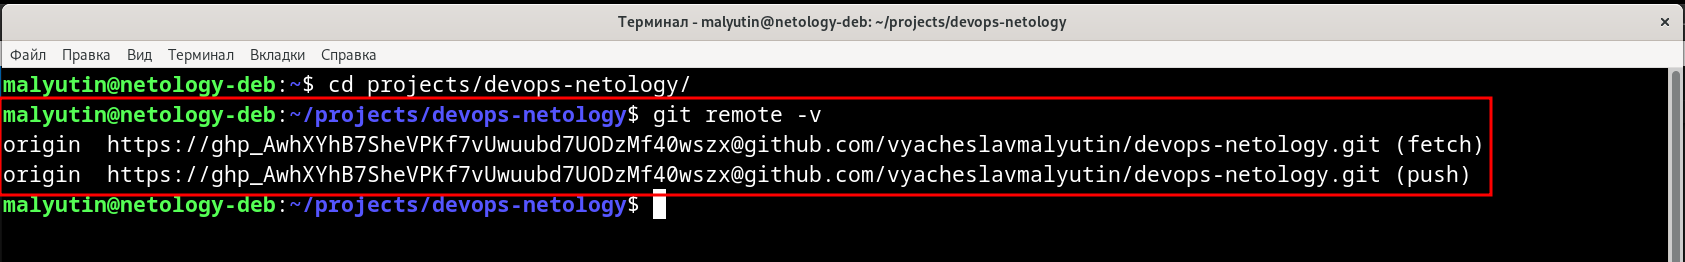 Терминал - malyutin@netology-deb: ~/projects/devops-netology
Файл Правка Вид Терминал Вкладки Справка
malyutin@netology-deb:~$ cd projects/devops-netology/
malyutin@netology-deb:~/projects/devops-netology$ git remote -v
origin  https://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@github.com/vyacheslavmalyutin/devops-netology.git (fetch)
origin  https://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@github.com/vyacheslavmalyutin/devops-netology.git (push)
malyutin@netology-deb:~/projects/devops-netology$